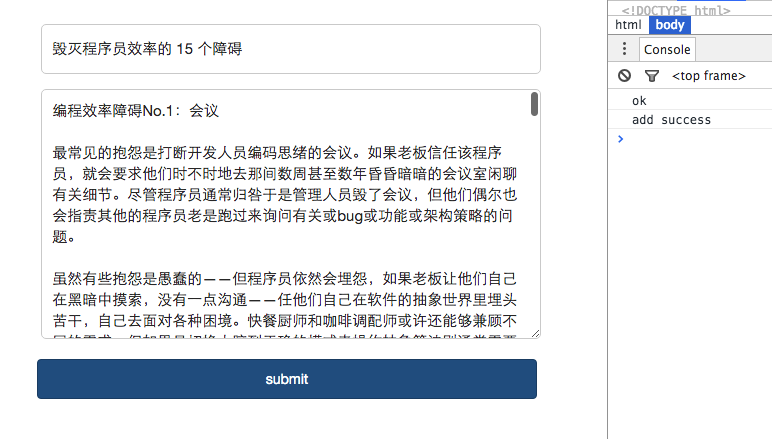 毁灭程序员效率的 15 个障碍
编程效率障碍No.1：会议
最常见的抱怨是打断开发人员编码思绪的会议。如果老板信任该程序
员，就会要求他们时不时地去那间数周甚至数年昏昏暗暗的会议室闲聊
有关细节。尽管程序员通常归咎于是管理人员毁了会议，但他们偶尔也
会指责其他的程序员老是跑过来询问有关或bug或功能或架构策略的问
题。
虽然有些抱怨是愚蠢的——但程序员依然会埋怨，如果老板让他们自己
在黑暗中摸索，没有一点沟通——任他们自己在软件的抽象世界里埋头
苦干，自己去面对各种困境。快餐厨师和咖啡调配师或许还能够兼顾不
submit
<!DOCTYPE html>
html body
Console
<top frame>
ok
add success